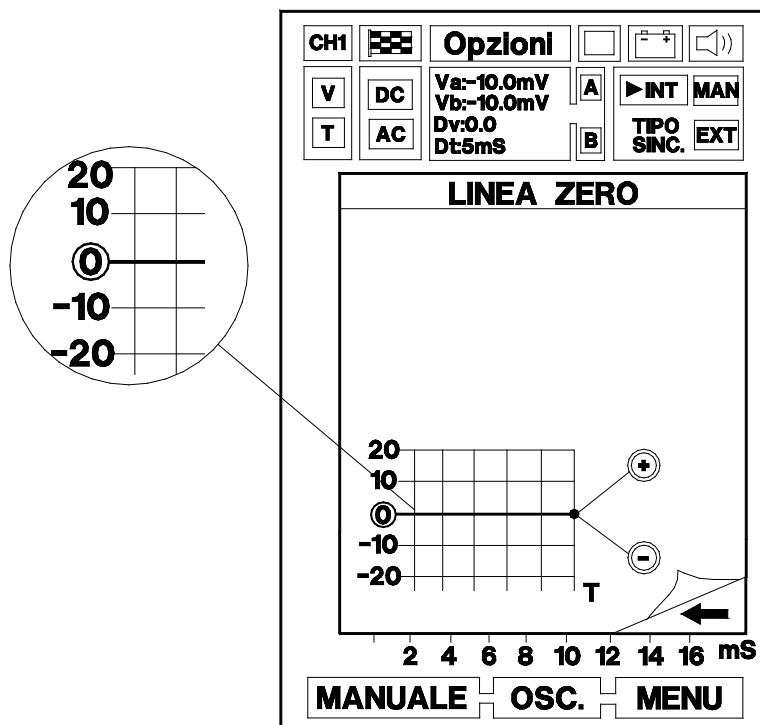 CH1 Opzioni
V DC Va:-10.0mV A ►INT MAN
Vb:-10.0mV
T AC Dv:0.0 B TIPO SINC. EXT
Dt:5mS
LINEA ZERO
20
10
0
-10
-20
20
10
0
-10
-20
+
-
T
2 4 6 8 10 12 14 16 mS
MANUALE OSC. MENU